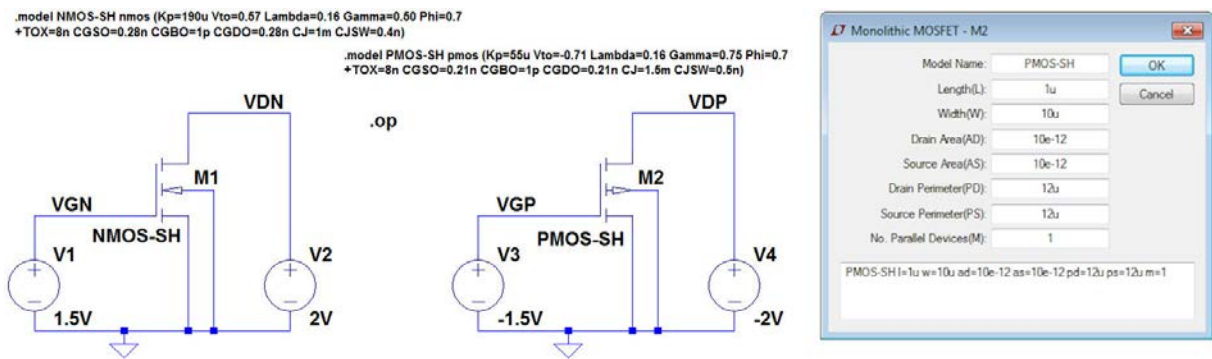 .model NMOS-SH nmos (Kp=190u Vto=0.57 Lambda=0.16 Gamma=0.50 Phi=0.7
+TOX=8n CGSO=0.28n CGBO=1p CGDO=0.28n CJ=1m CJSW=0.4n)
.model PMOS-SH pmos (Kp=55u Vto=-0.71 Lambda=0.16 Gamma=0.75 Phi=0.7
+TOX=8n CGSO=0.21n CGBO=1p CGDO=0.21n CJ=1.5m CJSW=0.5n)
VDN
.op
VDP
M1
M2
VGN
VGP
NMOS-SH
PMOS-SH
V1
V2
V3
V4
1.5V
2V
-1.5V
-2V
Monolithic MOSFET - M2
Model Name: PMOS-SH
OK
Length(L): 1u
Cancel
Width(W): 10u
Drain Area(AD): 10e-12
Source Area(AS): 10e-12
Drain Perimeter(PD): 12u
Source Perimeter(PS): 12u
No. Parallel Devices(M): 1
PMOS-SH l=1u w=10u ad=10e-12 as=10e-12 pd=12u ps=12u m=1